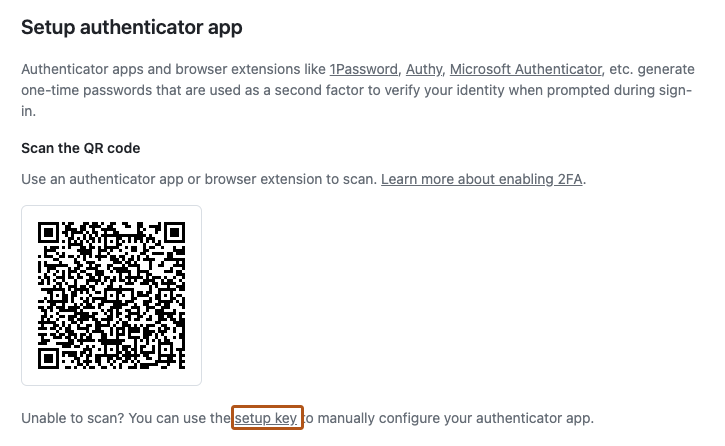 Setup authenticator app
Authenticator apps and browser extensions like 1Password, Authy, Microsoft Authenticator, etc. generate
one-time passwords that are used as a second factor to verify your identity when prompted during sign-
in.
Scan the QR code
Use an authenticator app or browser extension to scan. Learn more about enabling 2FA.
Unable to scan? You can use the setup key to manually configure your authenticator app.